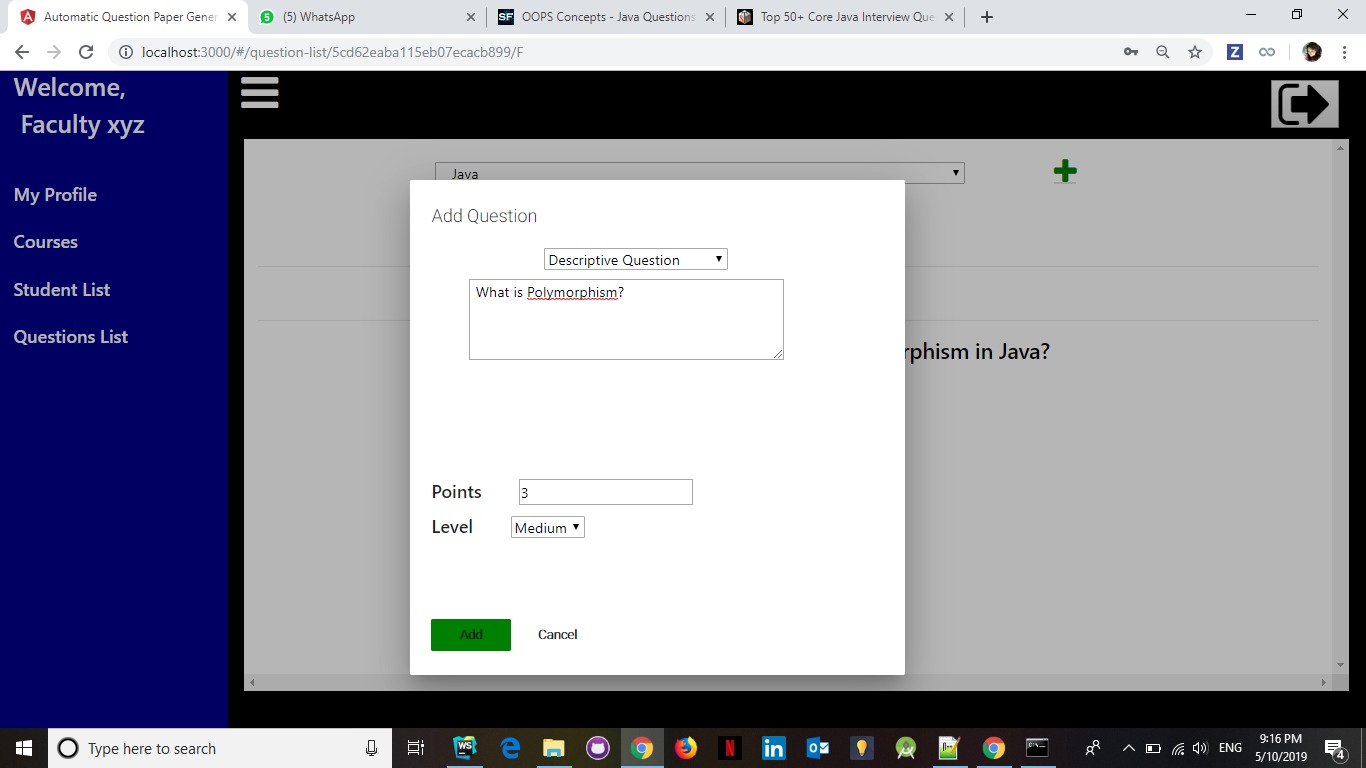 Automatic Question Paper Gener
(5) WhatsApp
OOPS Concepts - Java Questions
Top 50+ Core Java Interview Que
localhost:3000/#/question-list/5cd62eaba115eb07ecacb899/F
Welcome,
Faculty xyz
My Profile
Courses
Student List
Questions List
Java
Add Question
Descriptive Question
What is Polymorphism?
rphism in Java?
Points 3
Level Medium
Add Cancel
Type here to search
ENG
9:16 PM
5/10/2019
4